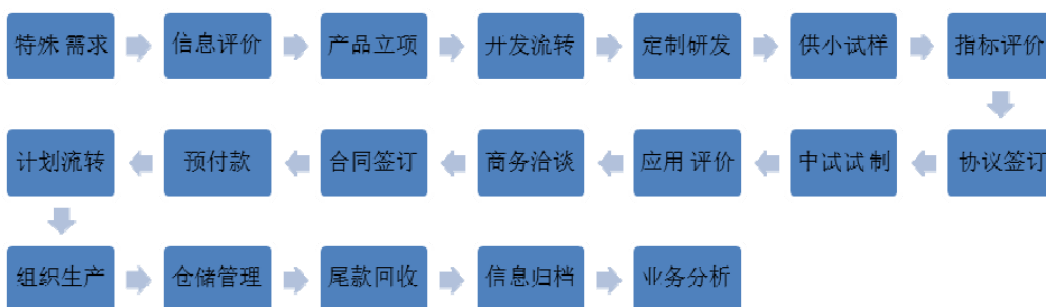 特殊需求 信息评价 产品立项 开发流转 定制研发 供小试样 指标评价
计划流转 预付款 合同签订 商务洽谈 应用评价 中试试制 协议签订
组织生产 仓储管理 尾款回收 信息归档 业务分析